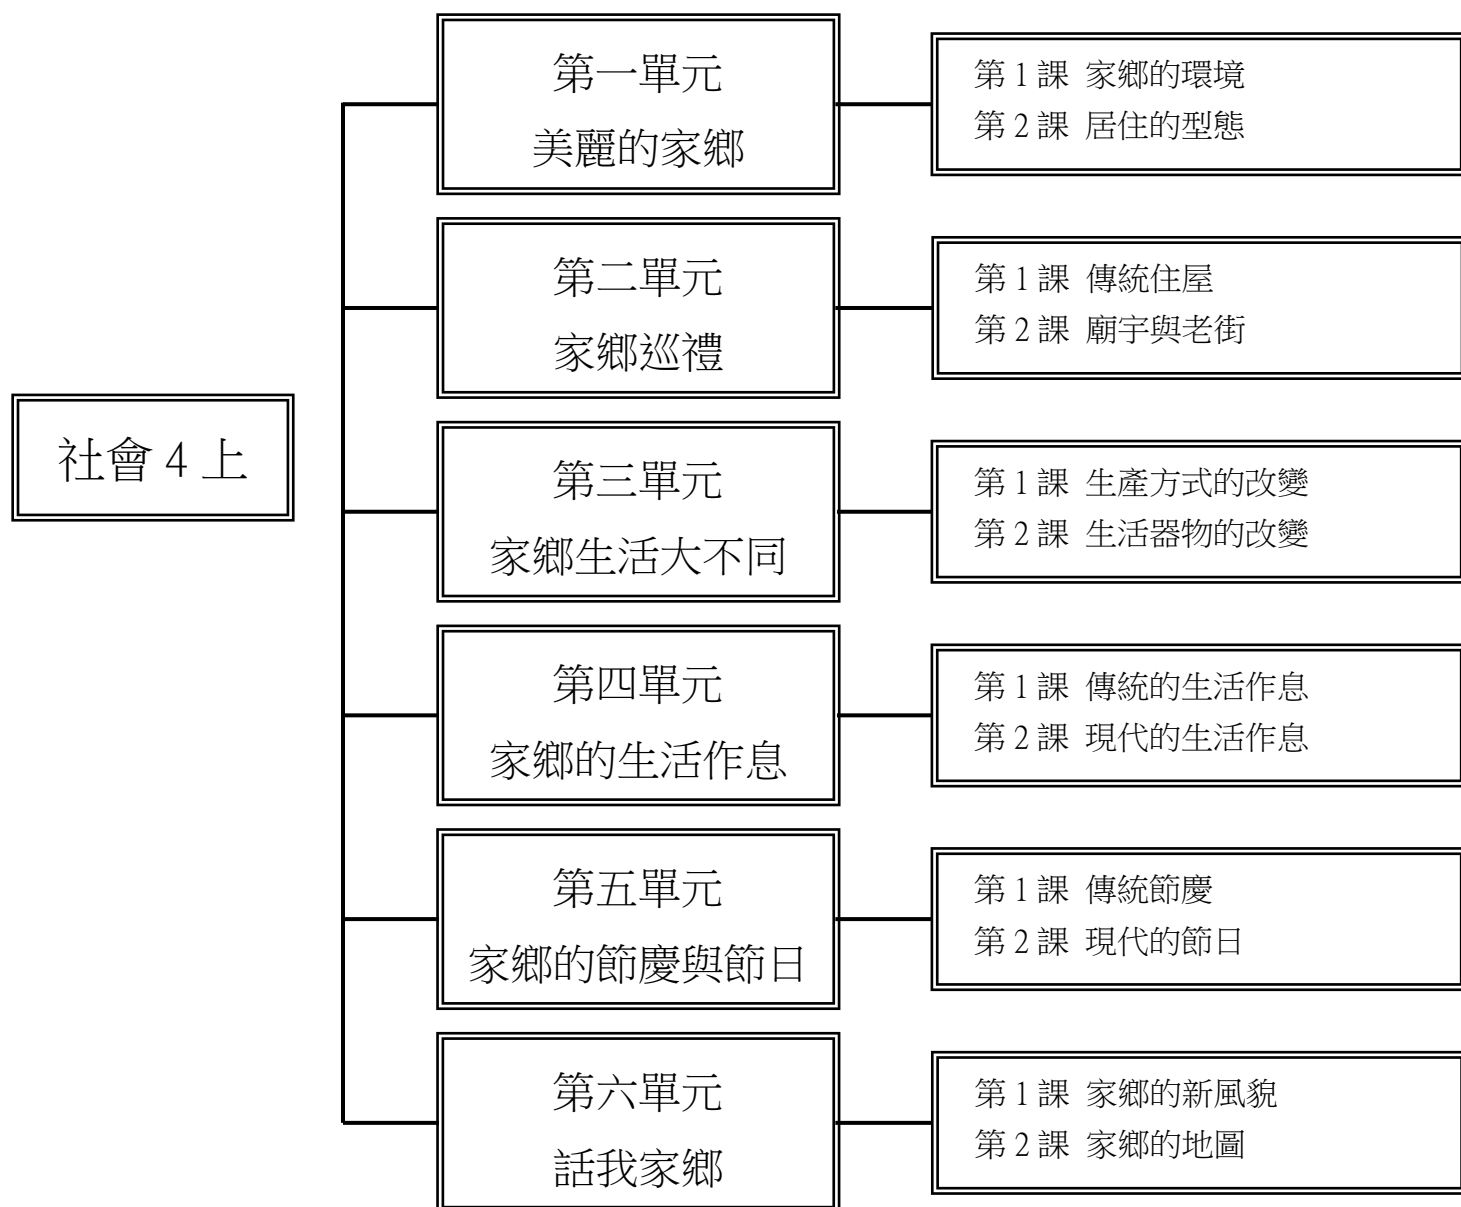 社會 4 上
第一單元
美麗的家鄉
第 1 課 家鄉的環境
第 2 課 居住的型態
第二單元
家鄉巡禮
第 1 課 傳統住屋
第 2 課 廟宇與老街
第三單元
家鄉生活大不同
第 1 課 生產方式的改變
第 2 課 生活器物的改變
第四單元
家鄉的生活作息
第 1 課 傳統的生活作息
第 2 課 現代的生活作息
第五單元
家鄉的節慶與節日
第 1 課 傳統節慶
第 2 課 現代的節日
第六單元
話我家鄉
第 1 課 家鄉的新風貌
第 2 課 家鄉的地圖